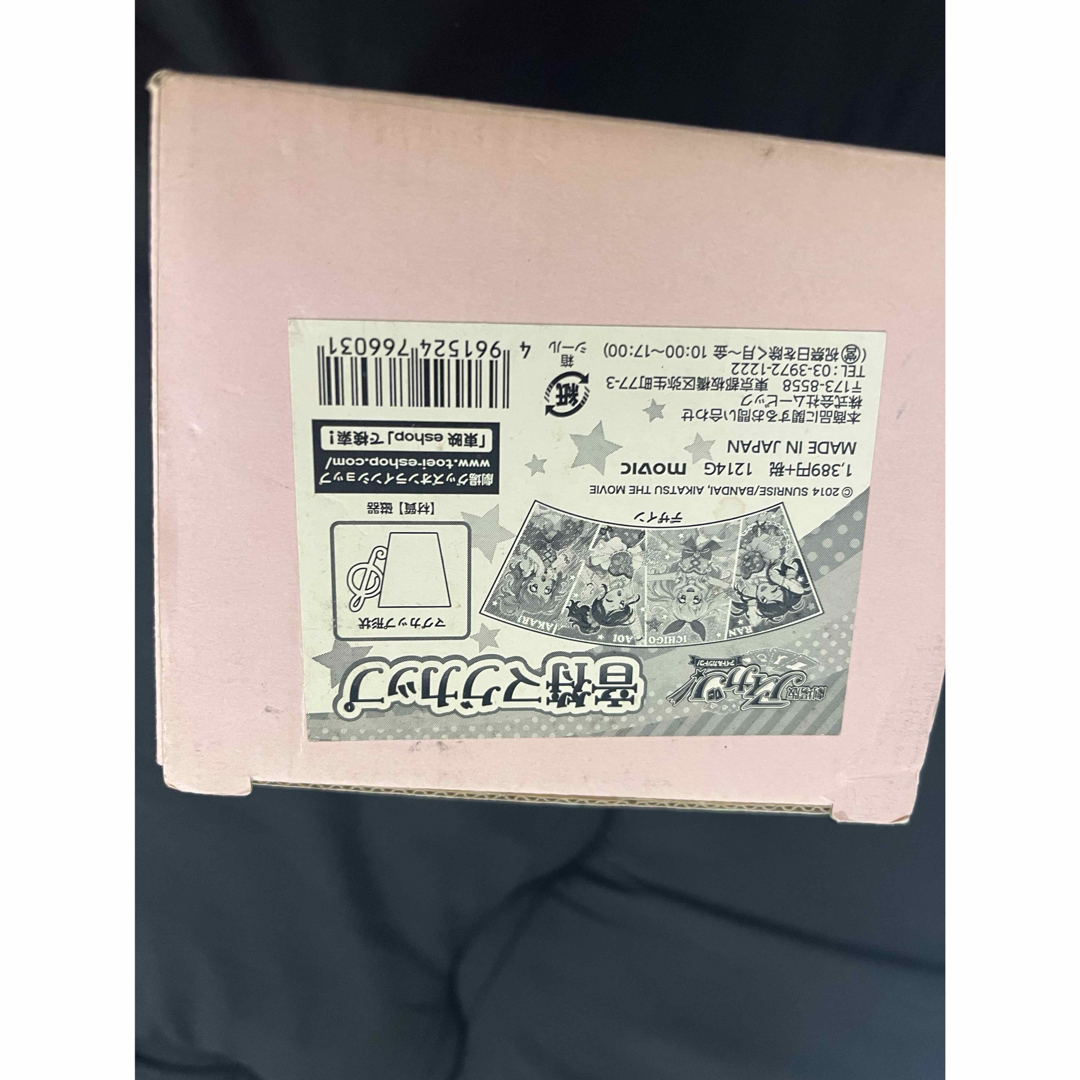 劇場版
アイカツ!
音符マグカップ
RAN
ICHIGO
AOI
AKARI
デザイン
マグカップ形状
【材質】磁器
© 2014 SUNRISE/BANDAI, AIKATSU THE MOVIE
1,389円+税 1214G movic
MADE IN JAPAN
本商品に関するお問い合わせ
株式会社ムービック
〒173-8558 東京都板橋区弥生町77-3
TEL:03-3972-1222
(営 祝祭日を除く月~金 10:00~17:00)
劇場グッズオンラインショップ
www.toei-eshop.com/
「東映 eshop」で検索!
紙
箱
シール
4 961524 766031